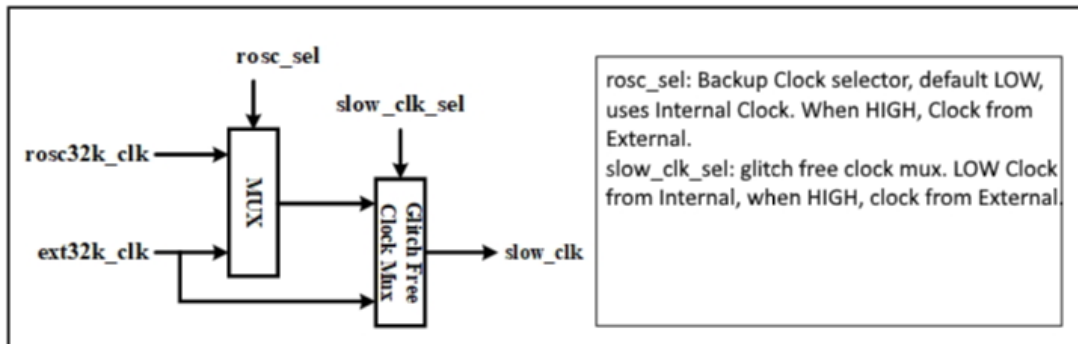 rosc_sel
slow_clk_sel
rosc32k_clk
MUX
Glitch Free
Clock Mux
ext32k_clk
slow_clk
rosc_sel: Backup Clock selector, default LOW,
uses Internal Clock. When HIGH, Clock from
External.
slow_clk_sel: glitch free clock mux. LOW Clock
from Internal, when HIGH, clock from External.